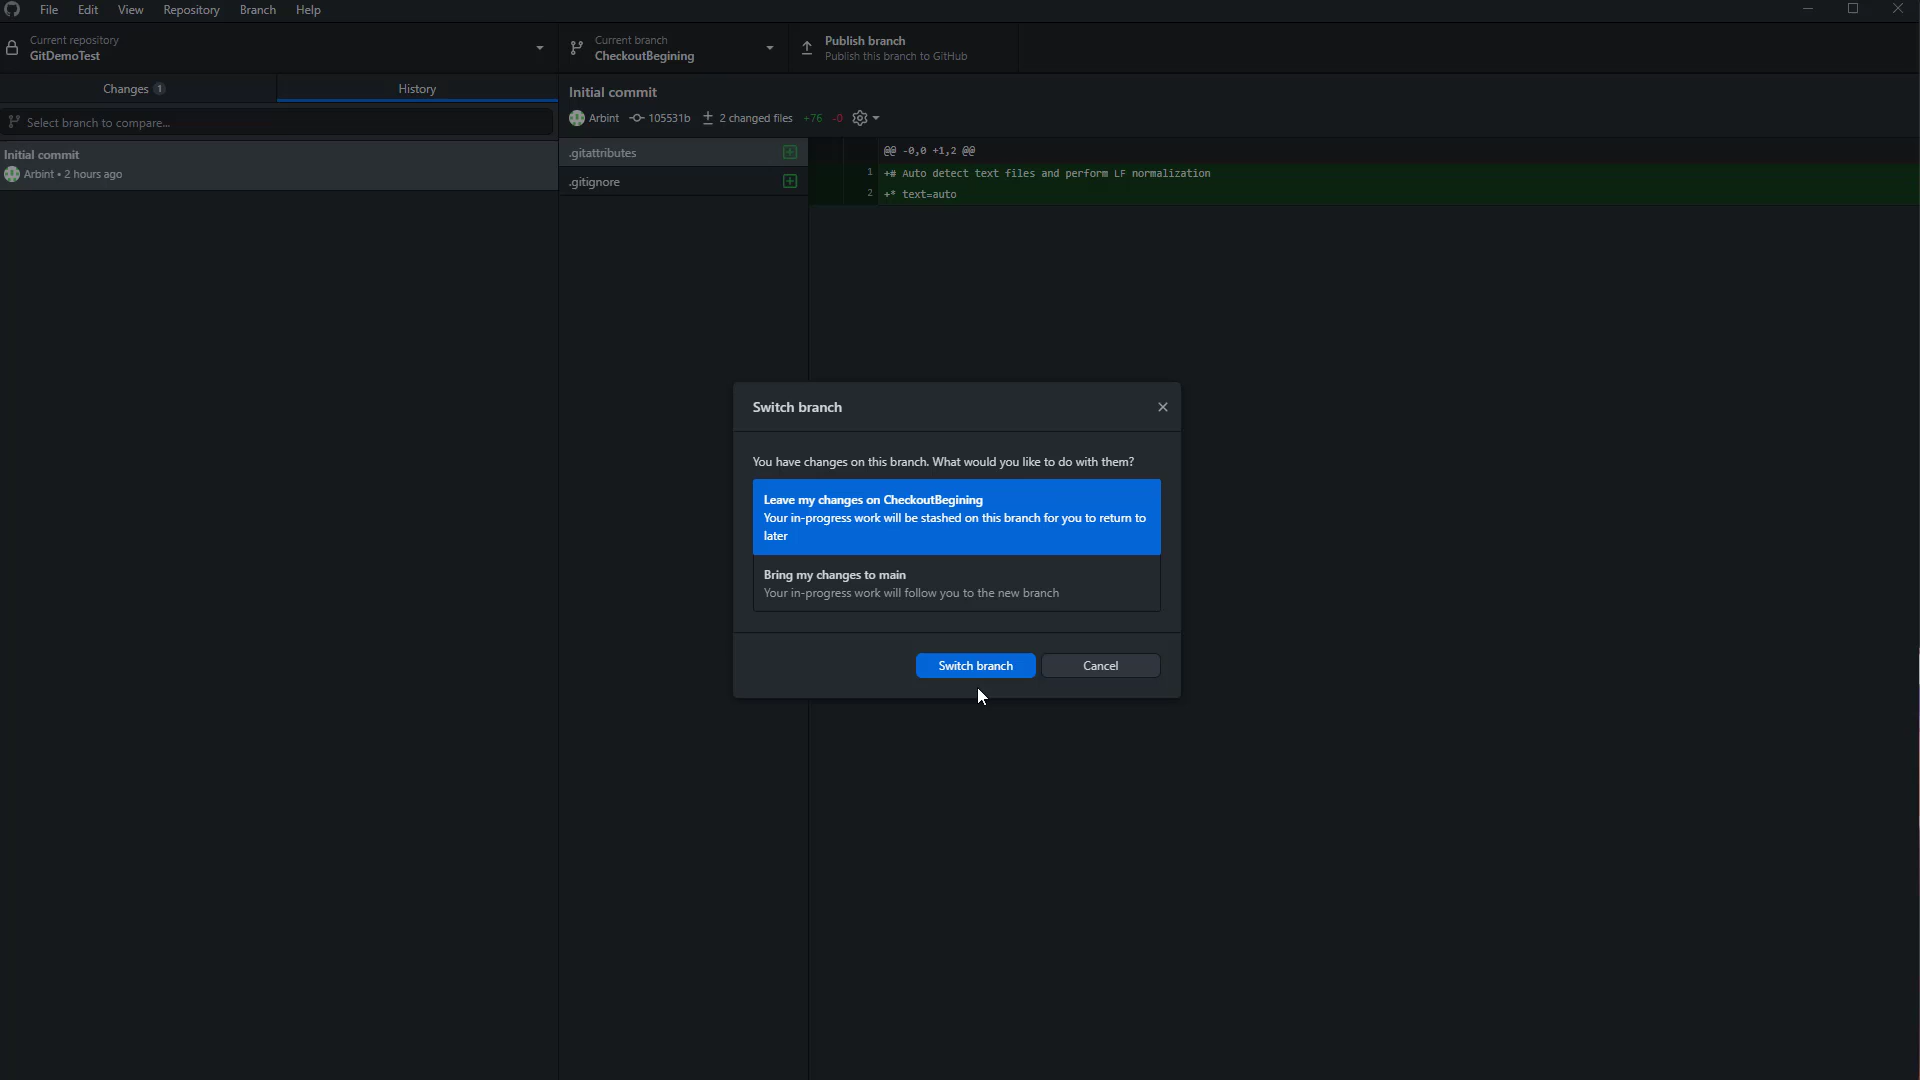 File Edit View Repository Branch Help
Current repository
GitDemoTest
Current branch
CheckoutBegining
Publish branch
Publish this branch to GitHub
Changes 1
History
Select branch to compare...
Initial commit
Arbint • 2 hours ago
Initial commit
Arbint 105531b 2 changed files +76 -0
.gitattributes
.gitignore
@@ -0,0 +1,2 @@
1 +# Auto detect text files and perform LF normalization
2 +* text=auto
Switch branch
You have changes on this branch. What would you like to do with them?
Leave my changes on CheckoutBegining
Your in-progress work will be stashed on this branch for you to return to
later
Bring my changes to main
Your in-progress work will follow you to the new branch
Switch branch
Cancel